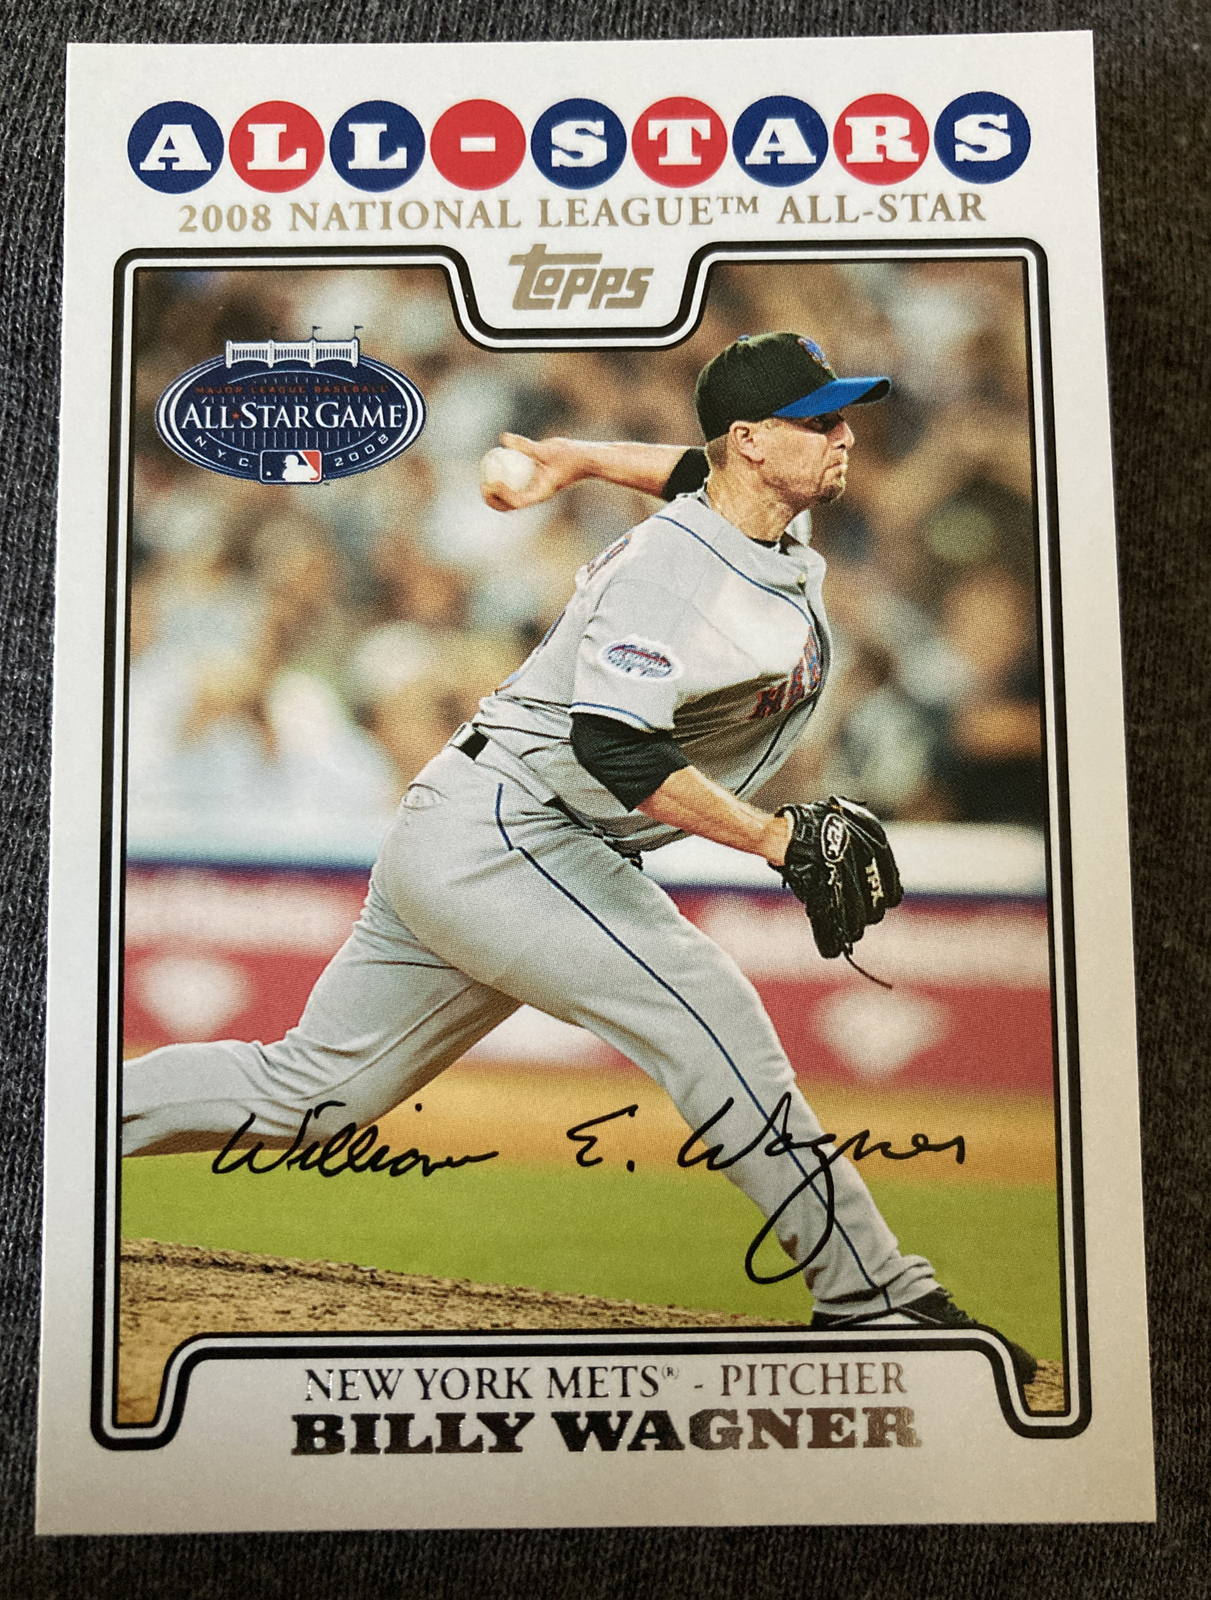 ALL-STARS
2008 NATIONAL LEAGUE™ ALL-STAR
Topps
MAJOR LEAGUE BASEBALL
ALL★STAR GAME
N.Y.C. 2008
TPX
William E. Wagner
NEW YORK METS® - PITCHER
BILLY WAGNER